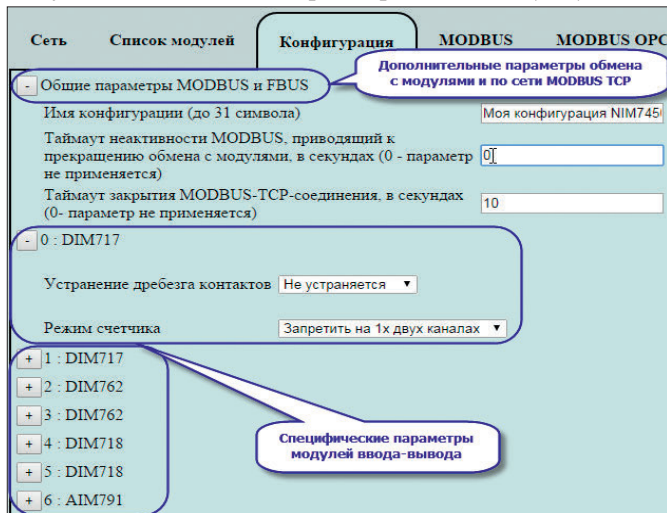 Сеть Список модулей Конфигурация MODBUS MODBUS OPC
Дополнительные параметры обмена
с модулями и по сети MODBUS TCP
- Общие параметры MODBUS и FBUS
Имя конфигурации (до 31 символа) Моя конфигурация NIM745
Таймаут неактивности MODBUS, приводящий к
прекращению обмена с модулями, в секундах (0 - параметр 0
не применяется)
Таймаут закрытия MODBUS-TCP-соединения, в секундах
(0- параметр не применяется) 10
- 0 : DIM717
Устранение дребезга контактов Не устраняется
Режим счетчика Запретить на 1х двух каналах
+ 1 : DIM717
+ 2 : DIM762
+ 3 : DIM762
+ 4 : DIM718
Специфические параметры
модулей ввода-вывода
+ 5 : DIM718
+ 6 : AIM791